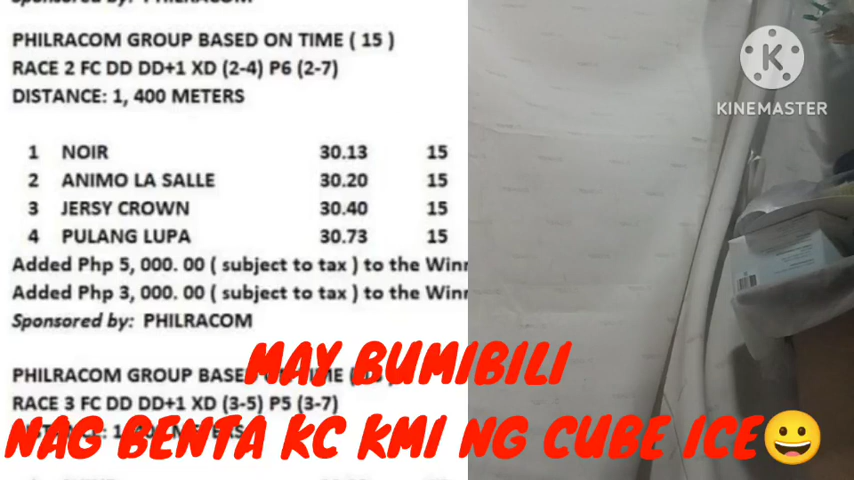 PHILRACOM GROUP BASED ON TIME ( 15 )
RACE 2 FC DD DD+1 XD (2-4) P6 (2-7)
DISTANCE: 1, 400 METERS
1 NOIR 30.13 15
2 ANIMO LA SALLE 30.20 15
3 JERSY CROWN 30.40 15
4 PULANG LUPA 30.73 15
Added Php 5, 000. 00 ( subject to tax ) to the Winn
Added Php 3, 000. 00 ( subject to tax ) to the Winn
Sponsored by: PHILRACOM
PHILRACOM GROUP
RACE 3 FC DD DD+1 XD (3-5) P5 (3-7)
MAY BUMIBILI
NAG BENTA KC KMI NG CUBE ICE😀
K
KINEMASTER